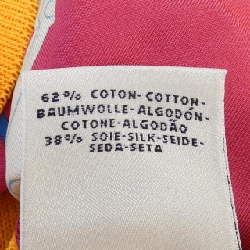 62% COTON-COTTON-
BAUMWOLLE-ALGODÓN-
COTONE-ALGODÃO
38% SOIE-SILK-SEIDE-
SEDA-SETA